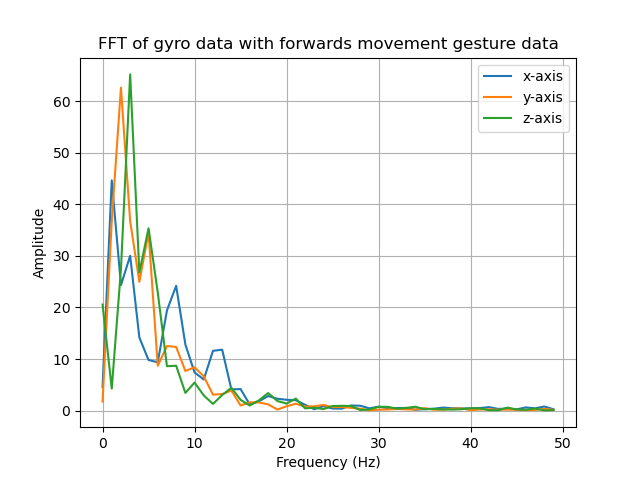 FFT of gyro data with forwards movement gesture data
x-axis
y-axis
z-axis
60
50
40
30
20
10
0
Amplitude
0 10 20 30 40 50
Frequency (Hz)